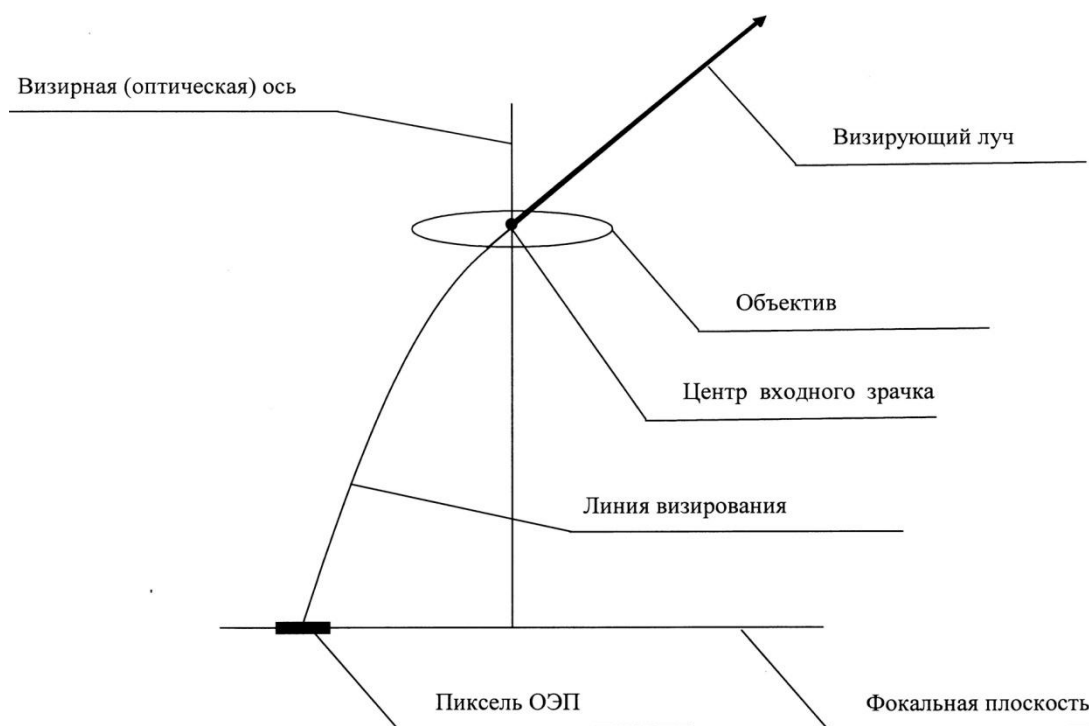 Визирная (оптическая) ось
Визирующий луч
Объектив
Центр входного зрачка
Линия визирования
Пиксель ОЭП
Фокальная плоскость